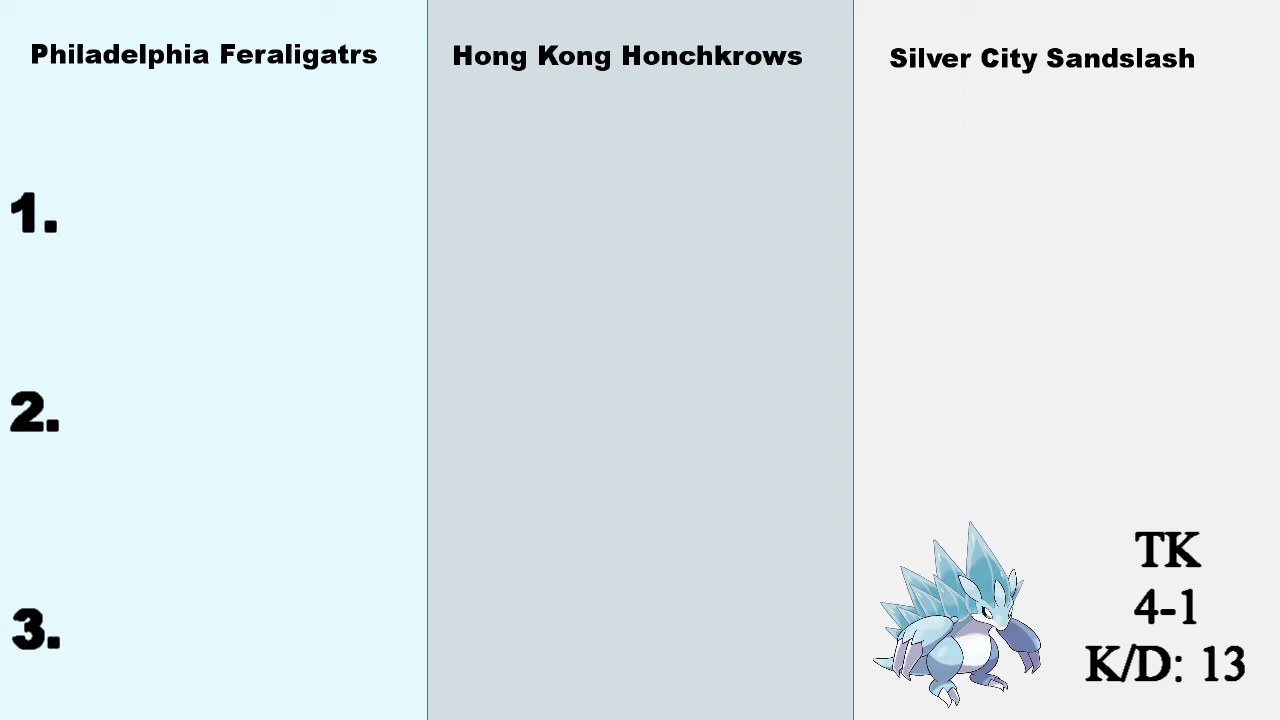 Philadelphia Feraligatrs
Hong Kong Honchkrows
Silver City Sandslash
1.
2.
3.
TK
4-1
K/D: 13